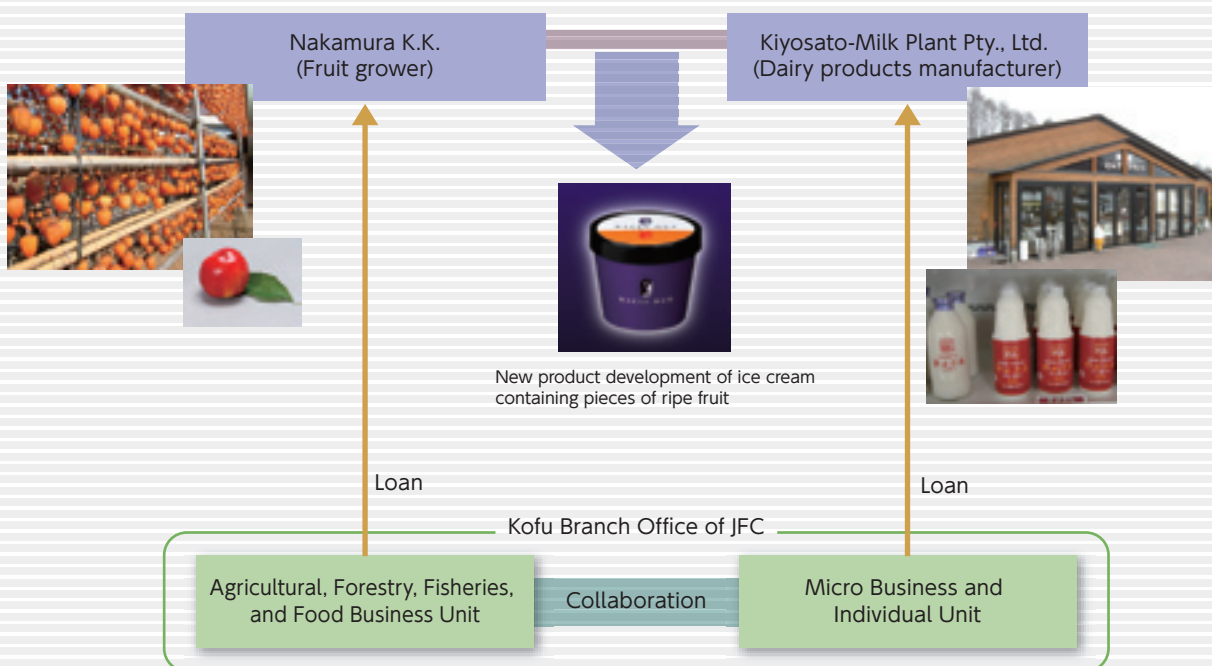 Nakamura K.K.
(Fruit grower)
Kiyosato-Milk Plant Pty., Ltd.
(Dairy products manufacturer)
New product development of ice cream
containing pieces of ripe fruit
Loan
Loan
Kofu Branch Office of JFC
Agricultural, Forestry, Fisheries,
and Food Business Unit
Collaboration
Micro Business and
Individual Unit